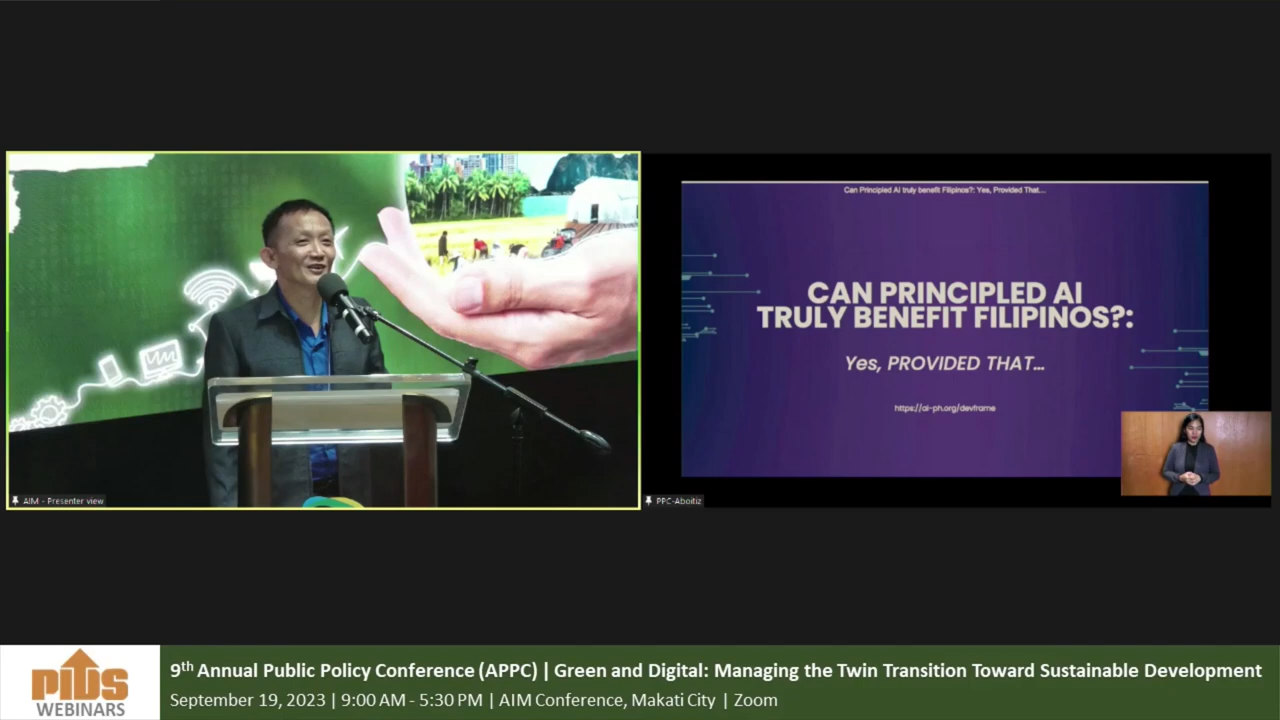 Can Principled AI truly benefit Filipinos?: Yes, Provided That...
CAN PRINCIPLED AI
TRULY BENEFIT FILIPINOS?:
Yes, PROVIDED THAT...
https://ai-ph.org/devframe
AIM - Presenter view
PPC-Aboitiz
PIDS
WEBINARS
9th Annual Public Policy Conference (APPC) | Green and Digital: Managing the Twin Transition Toward Sustainable Development
September 19, 2023 | 9:00 AM - 5:30 PM | AIM Conference, Makati City | Zoom